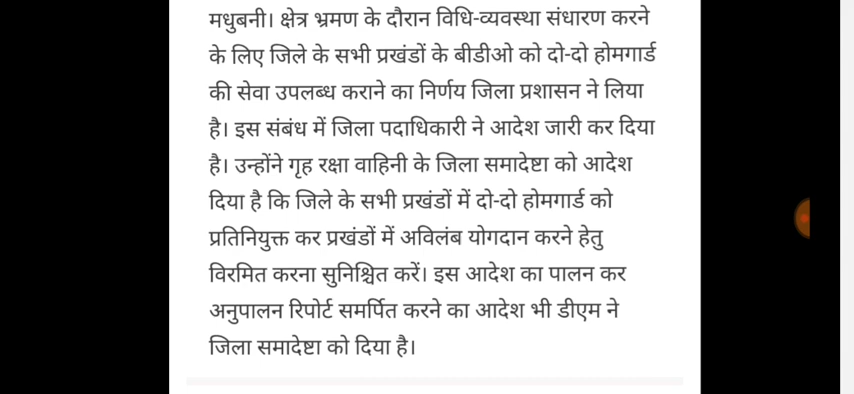 मधुबनी। क्षेत्र भ्रमण के दौरान विधि-व्यवस्था संधारण करने
के लिए जिले के सभी प्रखंडों के बीडीओ को दो-दो होमगार्ड
की सेवा उपलब्ध कराने का निर्णय जिला प्रशासन ने लिया
है। इस संबंध में जिला पदाधिकारी ने आदेश जारी कर दिया
है। उन्होंने गृह रक्षा वाहिनी के जिला समादेष्टा को आदेश
दिया है कि जिले के सभी प्रखंडों में दो-दो होमगार्ड को
प्रतिनियुक्त कर प्रखंडों में अविलंब योगदान करने हेतु
विरमित करना सुनिश्चित करें। इस आदेश का पालन कर
अनुपालन रिपोर्ट समर्पित करने का आदेश भी डीएम ने
जिला समादेष्टा को दिया है।